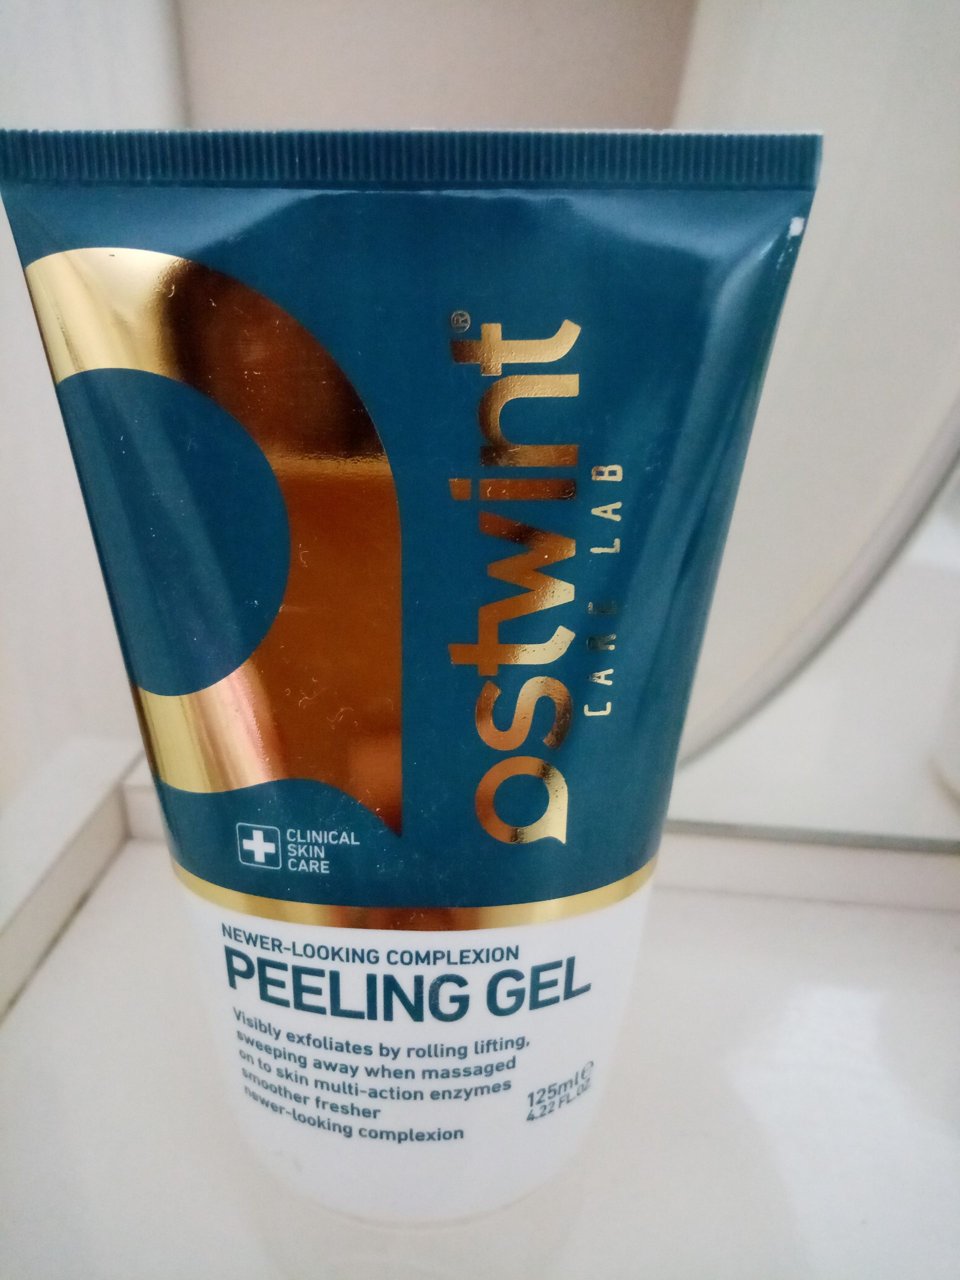 ostwint®
CARE LAB
CLINICAL
SKIN
CARE
NEWER-LOOKING COMPLEXION
PEELING GEL
Visibly exfoliates by rolling lifting,
sweeping away when massaged
on to skin multi-action enzymes
smoother fresher
newer-looking complexion
125ml ℮
4.22 FL.OZ.